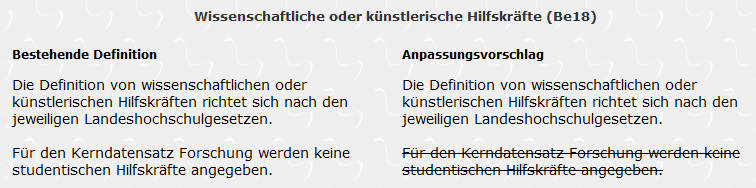 Wissenschaftliche oder künstlerische Hilfskräfte (Be18)
Bestehende Definition
Die Definition von wissenschaftlichen oder
künstlerischen Hilfskräften richtet sich nach den
jeweiligen Landeshochschulgesetzen.
Für den Kerndatensatz Forschung werden keine
studentischen Hilfskräfte angegeben.
Anpassungsvorschlag
Die Definition von wissenschaftlichen oder
künstlerischen Hilfskräften richtet sich nach den
jeweiligen Landeshochschulgesetzen.
Für den Kerndatensatz Forschung werden keine
studentischen Hilfskräfte angegeben.